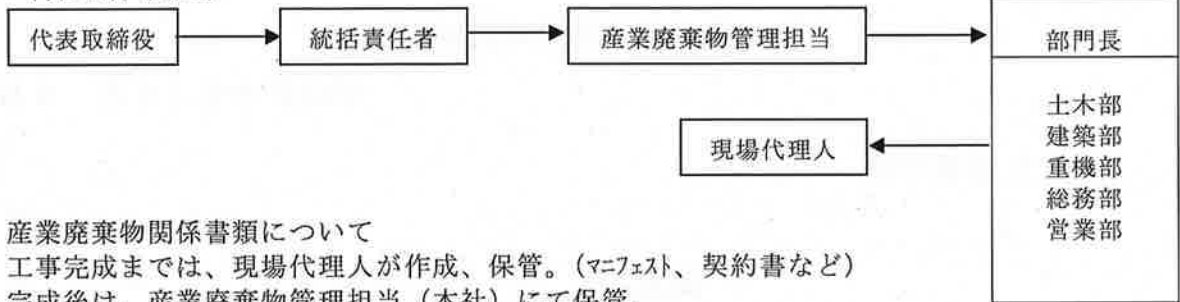 代表取締役
統括責任者
産業廃棄物管理担当
部門長
土木部
建築部
重機部
総務部
営業部
現場代理人
産業廃棄物関係書類について
工事完成までは、現場代理人が作成、保管。(マニフェスト、契約書など)
完成後は、産業廃棄物管理担当(本社)にて保管。